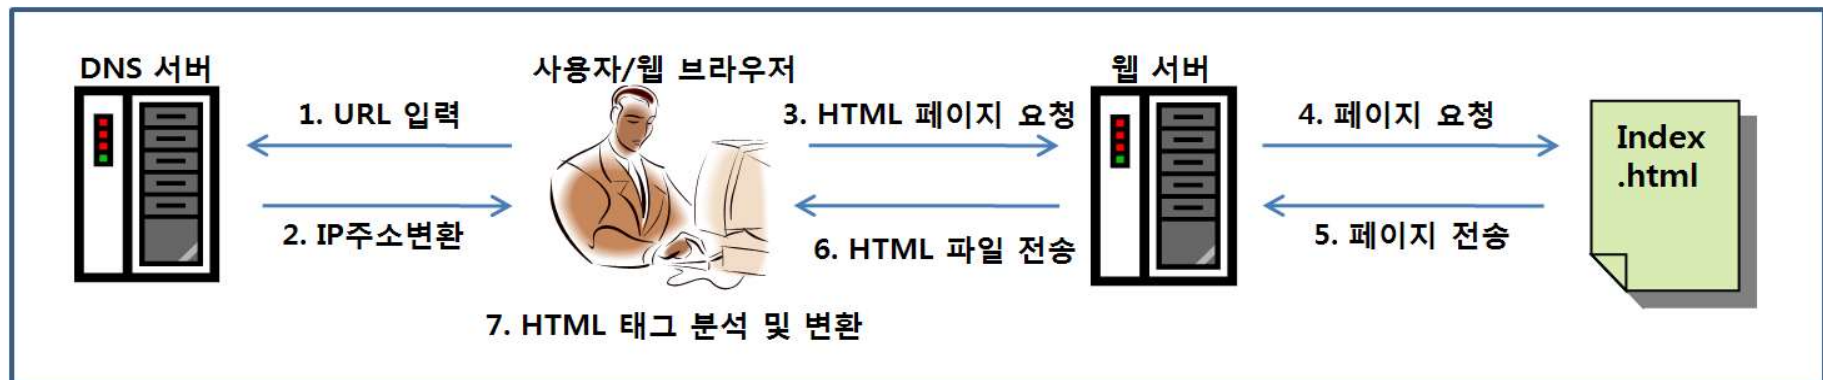 DNS 서버
사용자/웹 브라우저
웹 서버
1. URL 입력
3. HTML 페이지 요청
4. 페이지 요청
Index
.html
2. IP주소변환
6. HTML 파일 전송
5. 페이지 전송
7. HTML 태그 분석 및 변환